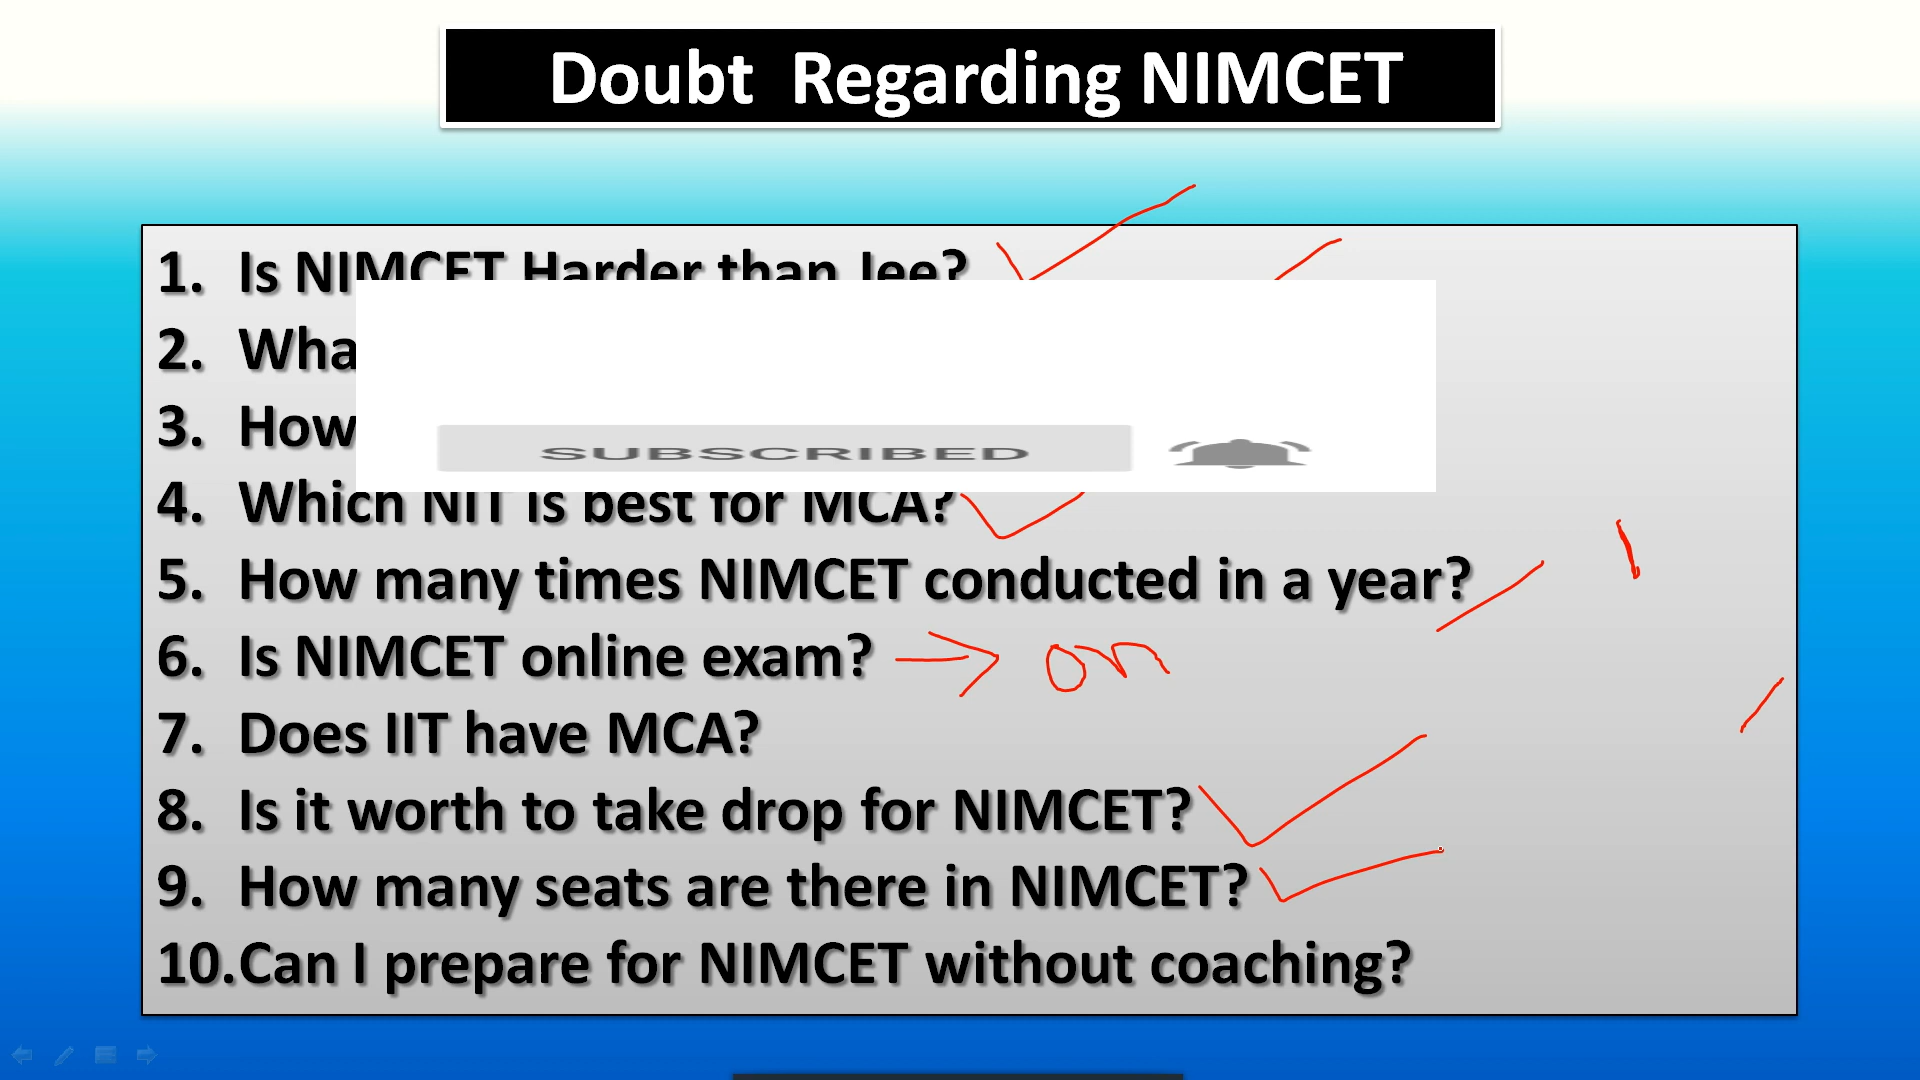 Doubt Regarding NIMCET
1. Is NIMCET Harder than Jee?
2.
3. How
SUBSCRIBED
4. Which NIT is best for MCA?
5. How many times NIMCET conducted in a year? 1
6. Is NIMCET online exam? → on
7. Does IIT have MCA?
8. Is it worth to take drop for NIMCET?
9. How many seats are there in NIMCET?
10. Can I prepare for NIMCET without coaching?